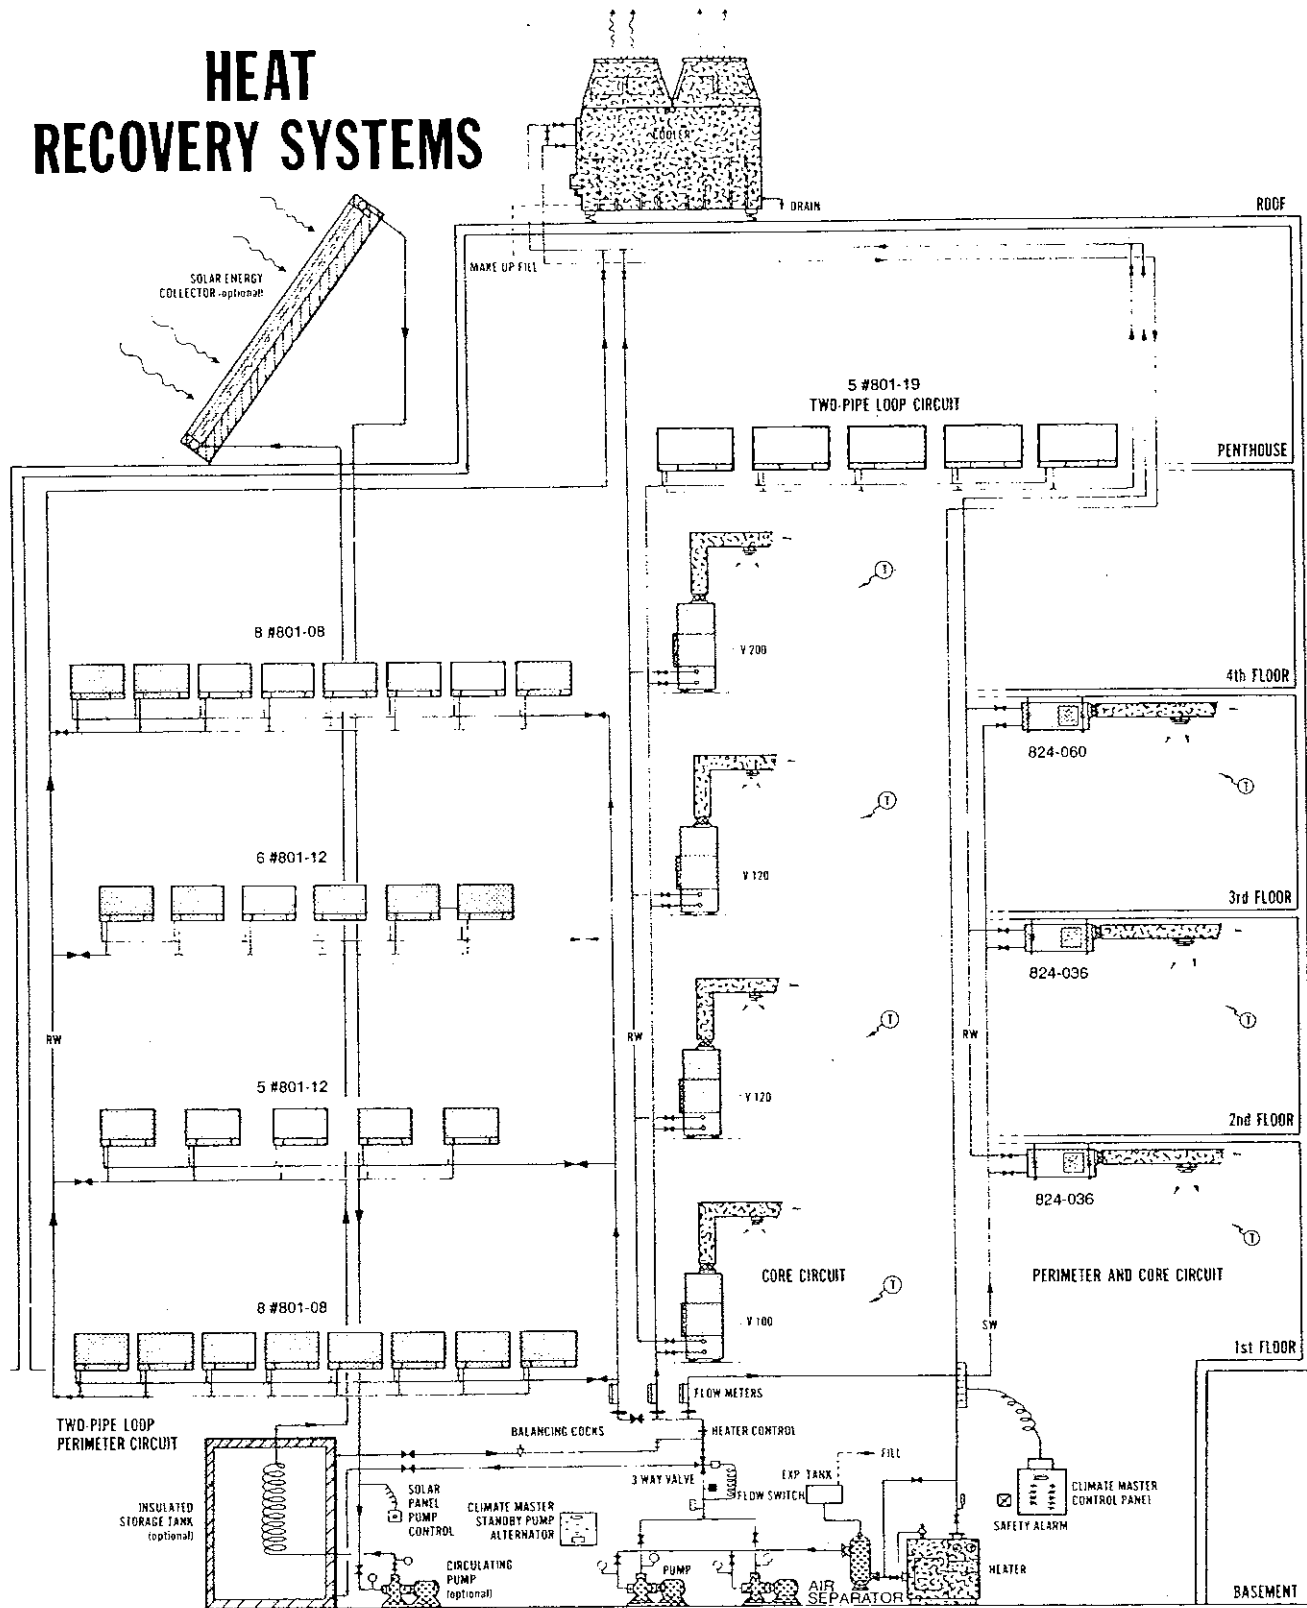 HEAT
RECOVERY SYSTEMS
COOLER
DRAIN
ROOF
MAKE UP FILL
SOLAR ENERGY
COLLECTOR-optional
5 #801-19
TWO-PIPE LOOP CIRCUIT
PENTHOUSE
T
V 200
8 #801-08
4th FLOOR
824-060
T
T
6 #801-12
V 120
3rd FLOOR
824-036
T
T
RW
RW
RW
5 #801-12
V 120
2nd FLOOR
824-036
T
CORE CIRCUIT
PERIMETER AND CORE CIRCUIT
T
8 #801-08
V 100
SW
1st FLOOR
FLOW METERS
TWO-PIPE LOOP
PERIMETER CIRCUIT
BALANCING COCKS
HEATER CONTROL
FILL
3 WAY VALVE
EXP TANK
FLOW SWITCH
CLIMATE MASTER
CONTROL PANEL
SAFETY ALARM
INSULATED
STORAGE TANK
(optional)
SOLAR
PANEL
PUMP
CONTROL
CLIMATE MASTER
STANDBY PUMP
ALTERNATOR
CIRCULATING
PUMP
(optional)
PUMP
AIR
SEPARATOR
HEATER
BASEMENT